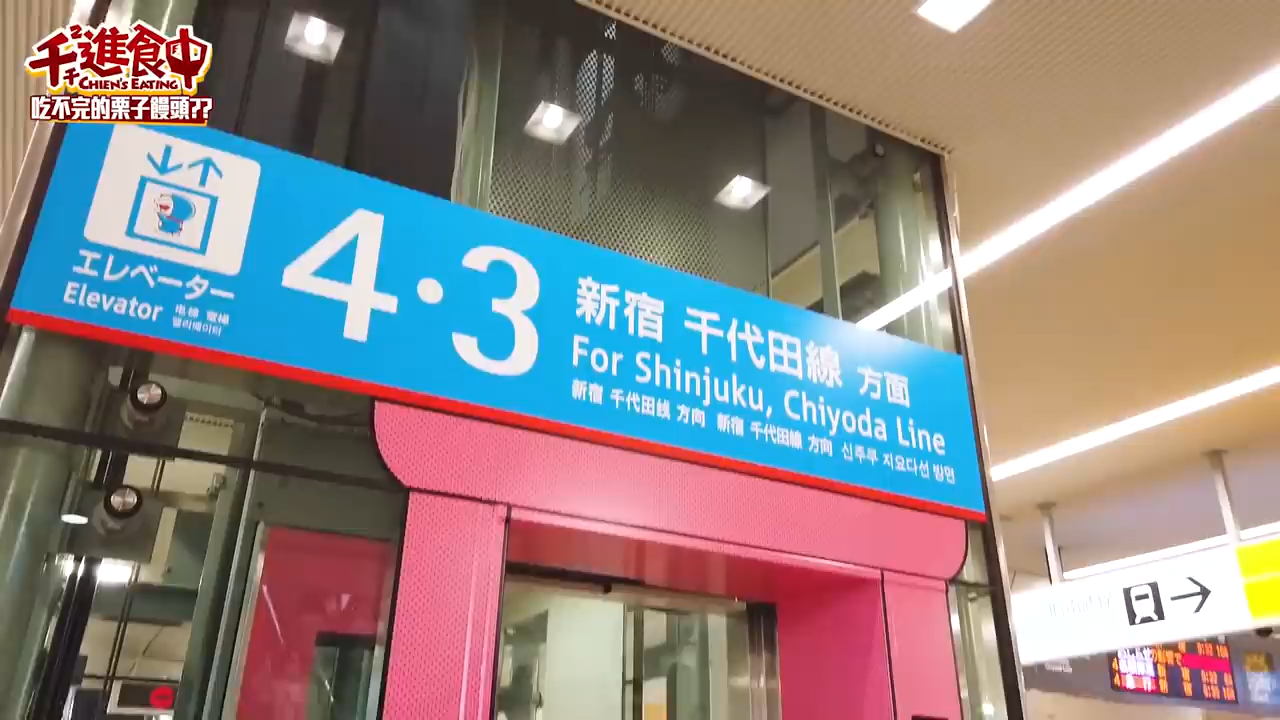 千千進食中
CHIEN'S EATING
吃不完的栗子饅頭??
エレベーター
Elevator
电梯 電梯
엘리베이터
4・3
新宿 千代田線 方面
For Shinjuku, Chiyoda Line
新宿 千代田线 方向 新宿 千代田線 方向 신주쿠 지요다선 방면